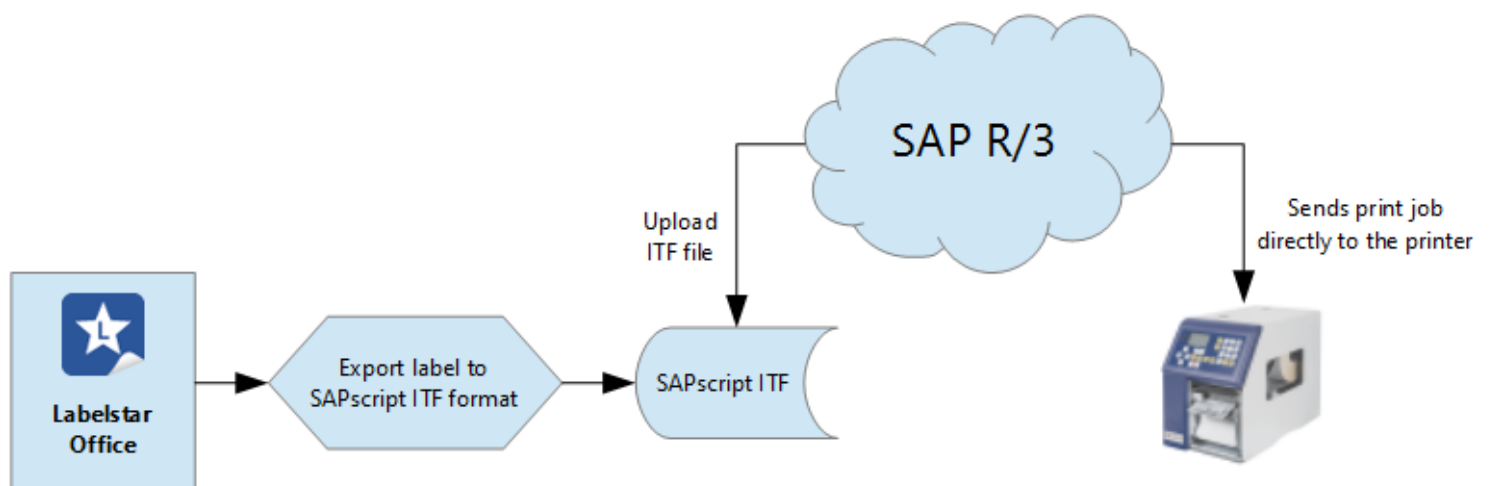 SAP R/3
Upload
ITF file
Sends print job
directly to the printer
L
Labelstar
Office
Export label to
SAPscript ITF format
SAPscript ITF